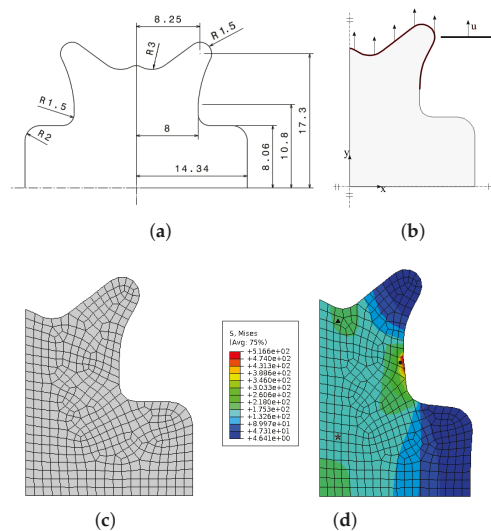 8.25
R1.5
R3
R1.5
R2
8
14.34
8.06
10.8
17.3
u
y
x
(a)
(b)
S, Mises
(Avg: 75%)
+5.166e+02
+4.740e+02
+4.313e+02
+3.886e+02
+3.460e+02
+3.033e+02
+2.606e+02
+2.180e+02
+1.753e+02
+1.326e+02
+8.997e+01
+4.731e+01
+4.641e+00
(c)
(d)